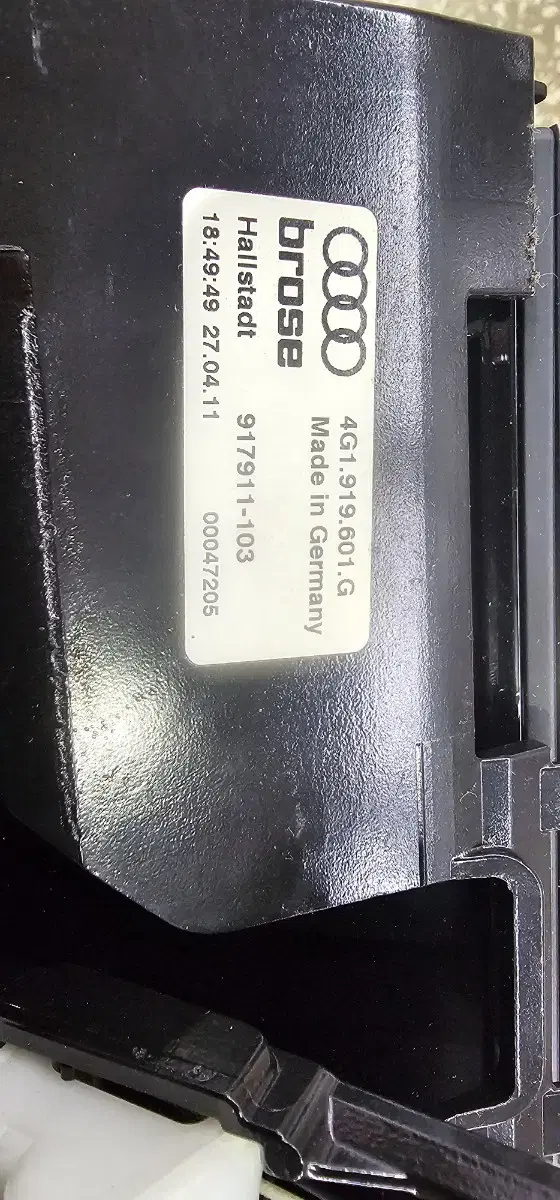 4G1.919.601.G
brose Made in Germany
Hallstadt 917911-103
18:49:49 27.04.11 00047205